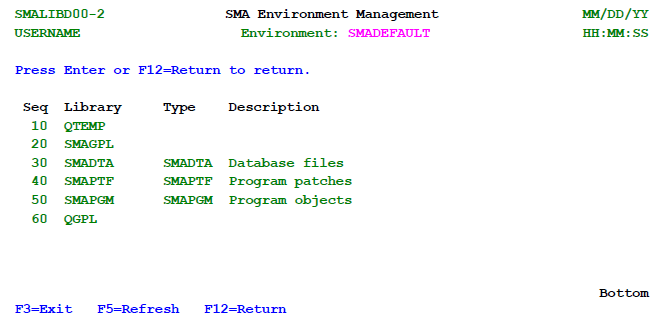 SMALIBD00-2 SMA Environment Management MM/DD/YY
USERNAME Environment: SMADEFAULT HH:MM:SS
Press Enter or F12=Return to return.
Seq Library Type Description
10 QTEMP
20 SMAGPL
30 SMADTA SMADTA Database files
40 SMAPTF SMAPTF Program patches
50 SMAPGM SMAPGM Program objects
60 QGPL
Bottom
F3=Exit F5=Refresh F12=Return